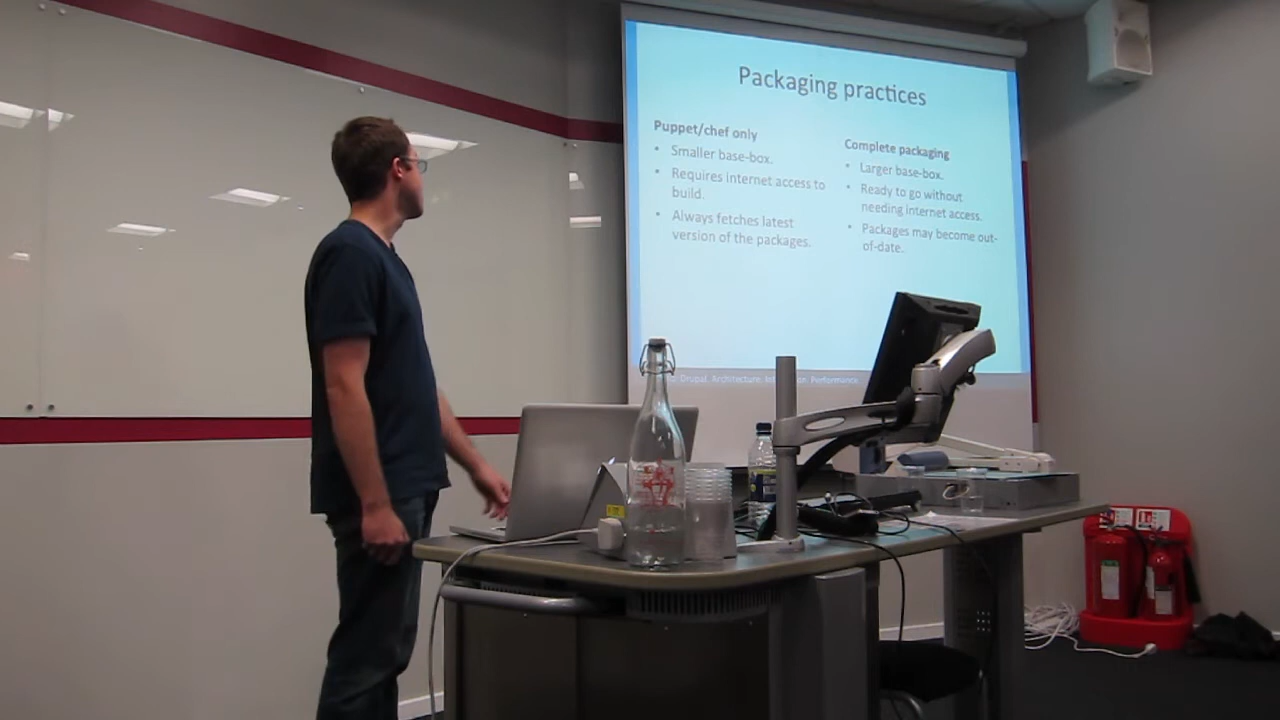 Packaging practices
Puppet/chef only
• Smaller base-box.
• Requires internet access to
build.
• Always fetches latest
version of the packages.
Complete packaging
• Larger base-box.
• Ready to go without
needing internet access.
• Packages may become out-
of-date.
Drupal. Architecture. Performance.